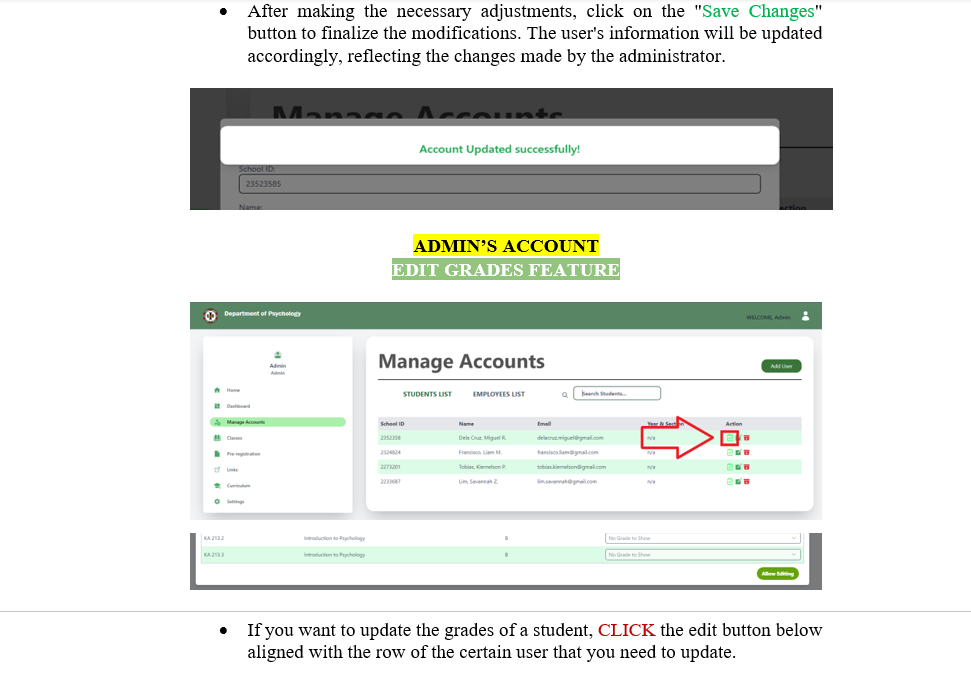 • After making the necessary adjustments, click on the "Save Changes"
button to finalize the modifications. The user's information will be updated
accordingly, reflecting the changes made by the administrator.
Manage Accounts
Account Updated successfully!
School ID:
23523585
Name:
ection
ADMIN’S ACCOUNT
EDIT GRADES FEATURE
Department of Psychology
WELCOME, Admin
Admin
Admin
Home
Dashboard
Manage Accounts
Classes
Pre-registration
Links
Curriculum
Settings
Manage Accounts
Add User
STUDENTS LIST EMPLOYEES LIST Search Students...
School ID Name Email Year & Section Action
2352358 Dela Cruz, Miguel R. delacruz.miguel@gmail.com n/a
2324824 Francisco, Liam M. francisco.liam@gmail.com n/a
2273201 Tobias, Kiernelson P. tobias.kiernelson@gmail.com n/a
2233687 Lim, Savannah Z. lim.savannah@gmail.com n/a
KA 213.2 Introduction to Psychology No Grade to Show
KA 213.3 Introduction to Psychology No Grade to Show
Allow Editing
• If you want to update the grades of a student, CLICK the edit button below
aligned with the row of the certain user that you need to update.